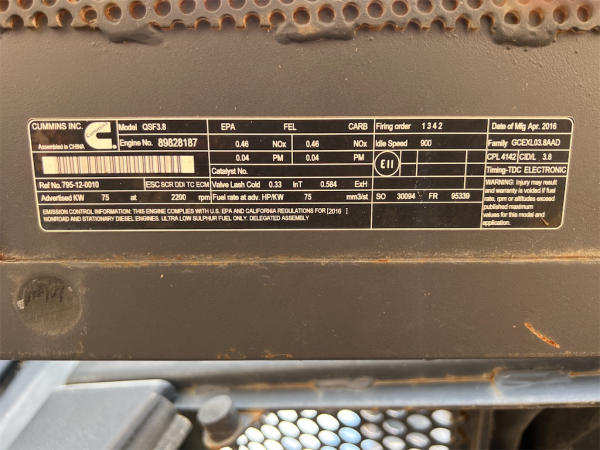 CUMMINS INC. Cummins
Assembled in CHINA
Model QSF3.8
Engine No. 89828187
EPA FEL CARB
0.46 NOx 0.46 NOx
0.04 PM 0.04 PM
Catalyst No.
Firing order 1 3 4 2
Idle Speed 900
E11
Date of Mfg Apr. 2016
Family GCEXL03.8AAD
CPL 4142 CID/L 3.8
Timing-TDC ELECTRONIC
Ref No.795-12-0010 ESC SCR DDI TC ECM Valve Lash Cold 0.33 InT 0.584 ExH
Advertised KW 75 at 2200 rpm Fuel rate at adv. HP/KW 75 mm3/st SO 30094 FR 95339
WARNING: Injury may result
and warranty is voided if fuel
rate, rpm or altitudes exceed
published maximum
values for this model and
application.
EMISSION CONTROL INFORMATION: THIS ENGINE COMPLIES WITH U.S. EPA AND CALIFORNIA REGULATIONS FOR [2016 ]
NONROAD AND STATIONARY DIESEL ENGINES. ULTRA LOW SULPHUR FUEL ONLY. DELEGATED ASSEMBLY